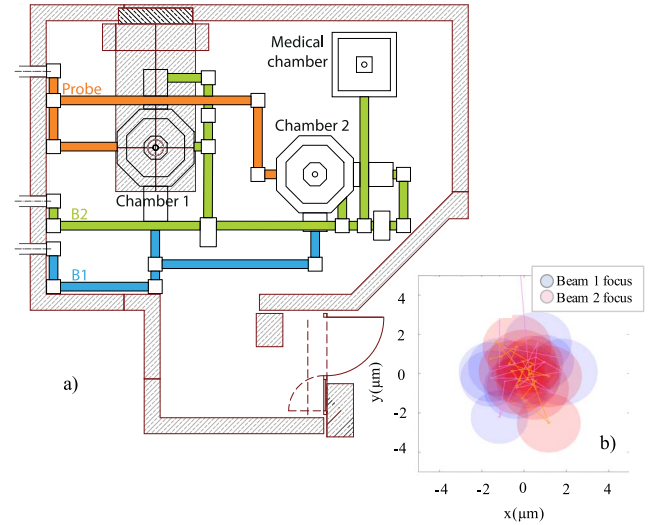 Medical
chamber
Probe
Chamber 2
Chamber 1
B2
B1
a)
Beam 1 focus
Beam 2 focus
4
2
0
-2
-4
y(μm)
b)
-4 -2 0 2 4
x(μm)